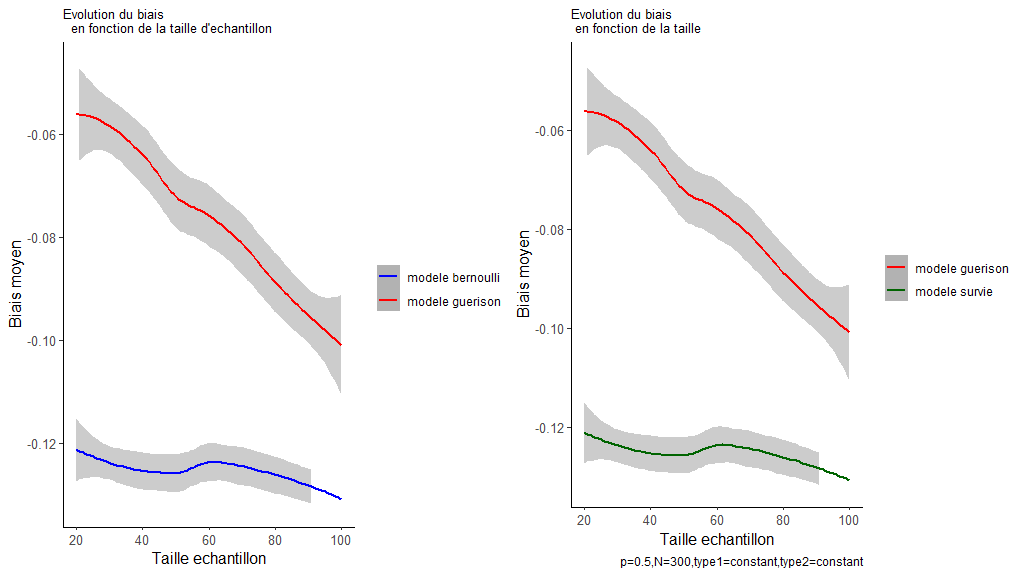 Evolution du biais
en fonction de la taille d'echantillon
Biais moyen
-0.06
-0.08
-0.10
-0.12
20 40 60 80 100
Taille echantillon
modele bernoulli
modele guerison
Evolution du biais
en fonction de la taille
Biais moyen
-0.06
-0.08
-0.10
-0.12
20 40 60 80 100
Taille echantillon
modele guerison
modele survie
p=0.5,N=300,type1=constant,type2=constant